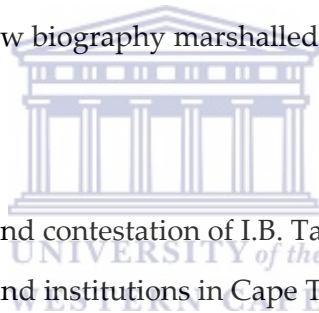 w biography marshalled
nd contestation of I.B. Ta
UNIVERSITY of the
nd institutions in Cape T
WESTERN CAPE